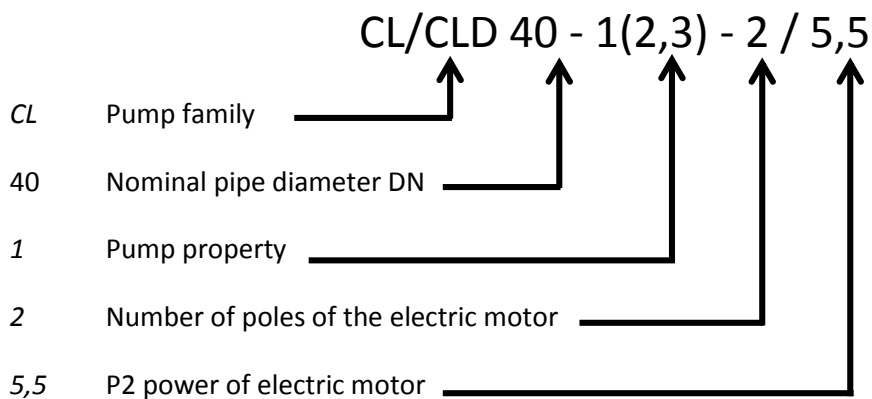 CL/CLD 40 - 1(2,3) - 2 / 5,5
CL Pump family
40 Nominal pipe diameter DN
1 Pump property
2 Number of poles of the electric motor
5,5 P2 power of electric motor